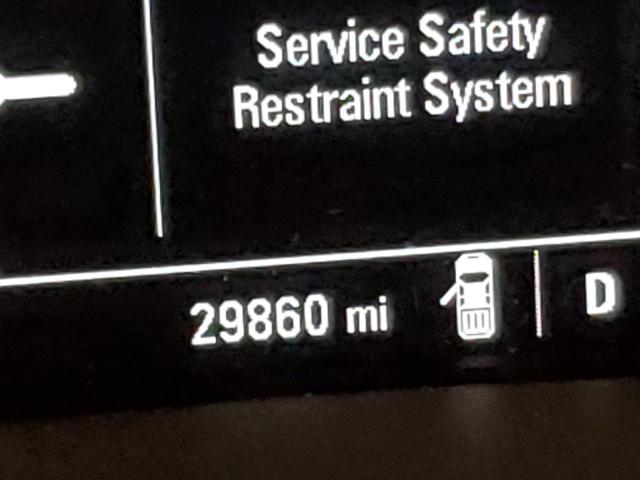 Service Safety
Restraint System
29860 mi
D